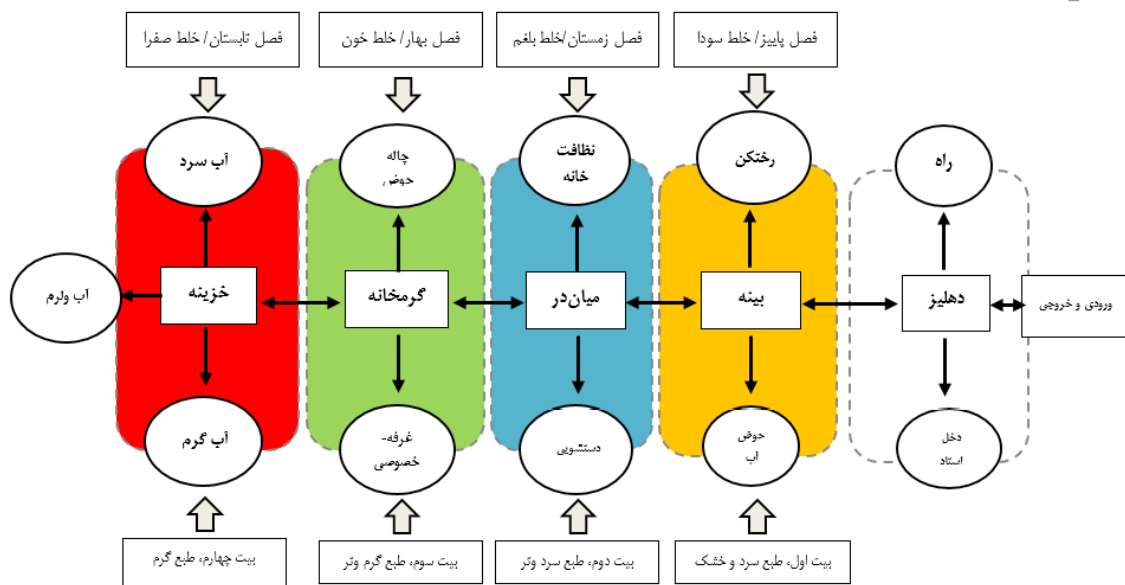 فصل پاییز/ خلط سودا
فصل زمستان/خلط بلغم
فصل بهار/ خلط خون
فصل تابستان/ خلط صفرا
راه
رختکن
نظافت
خانه
چاله
حوض
آب سرد
ورودی و خروجی
دهلیز
بینه
میان‌در
گرمخانه
خزینه
آب ولرم
دخل
استاد
حوض
آب
دستشویی
غرفه-
خصوصی
آب گرم
بیت اول، طبع سرد و خشک
بیت دوم، طبع سرد وتر
بیت سوم، طبع گرم وتر
بیت چهارم، طبع گرم